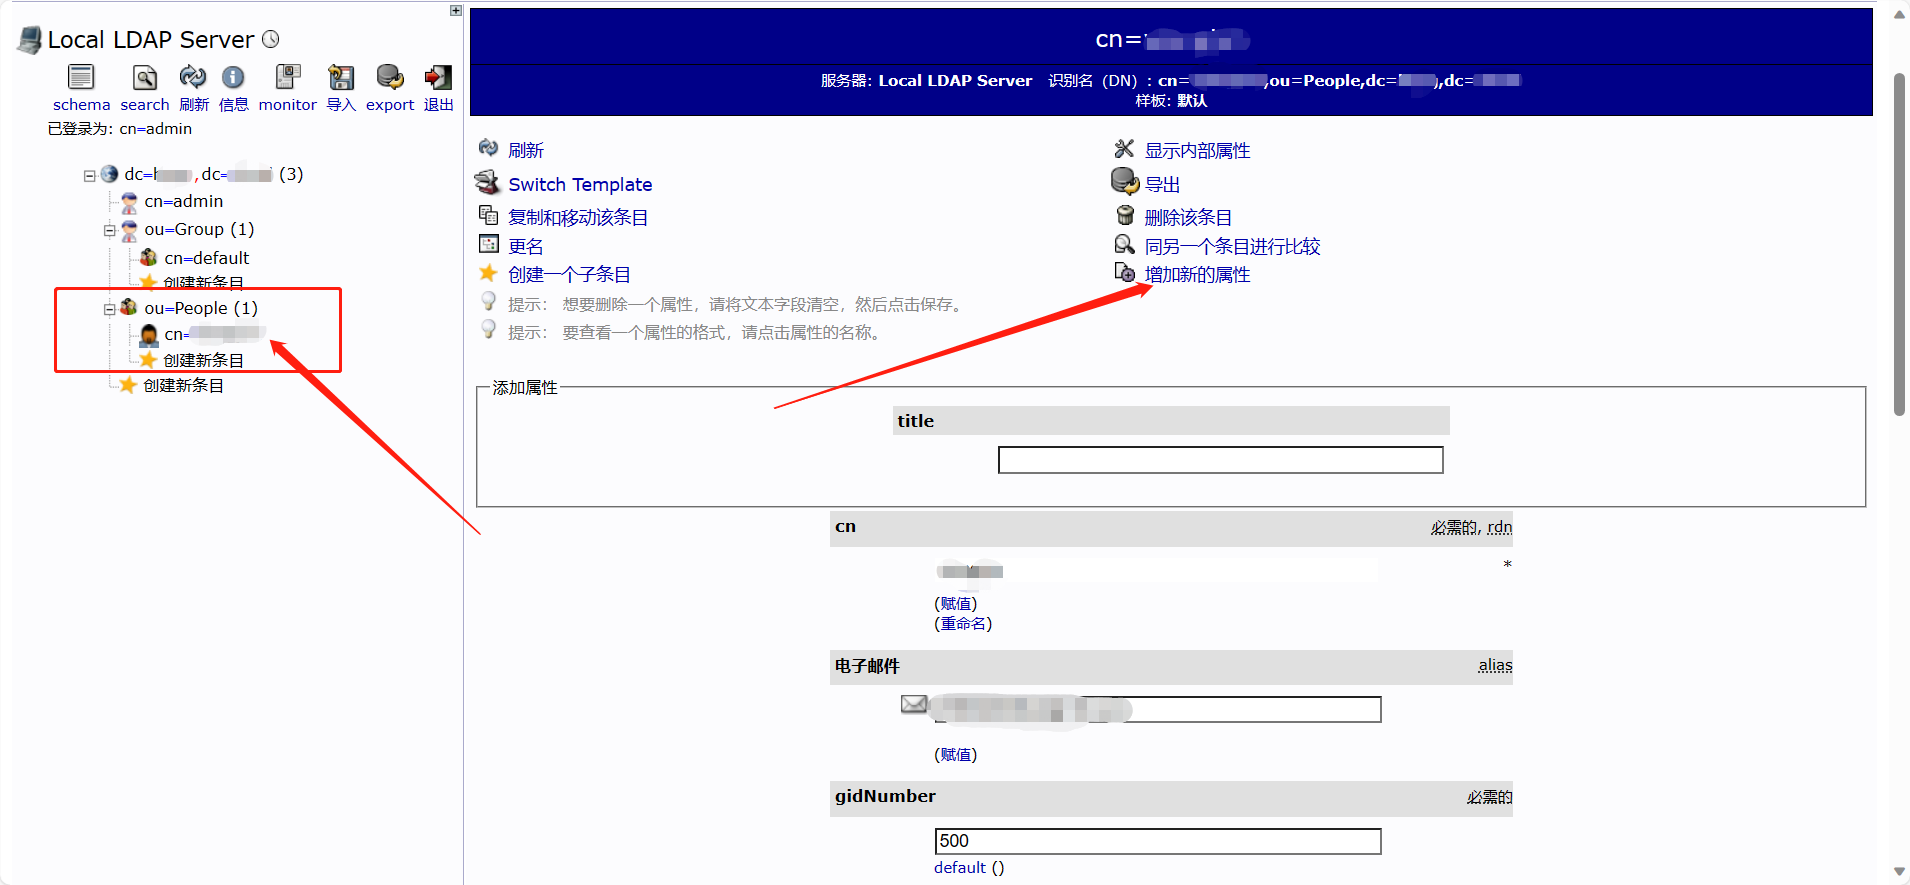 Local LDAP Server
schema search 刷新 信息 monitor 导入 export 退出
已登录为: cn=admin
dc= ,dc= (3)
cn=admin
ou=Group (1)
cn=default
创建新条目
ou=People (1)
cn=
创建新条目
创建新条目
cn=
服务器: Local LDAP Server 识别名（DN）: cn= ,ou=People,dc= ,dc=
样板: 默认
刷新
显示内部属性
Switch Template
导出
复制和移动该条目
删除该条目
更名
同另一个条目进行比较
创建一个子条目
增加新的属性
提示： 想要删除一个属性，请将文本字段清空，然后点击保存。
提示： 要查看一个属性的格式，请点击属性的名称。
添加属性
title
cn 必需的, rdn
*
(赋值)
(重命名)
电子邮件 alias
(赋值)
gidNumber 必需的
500
default ()